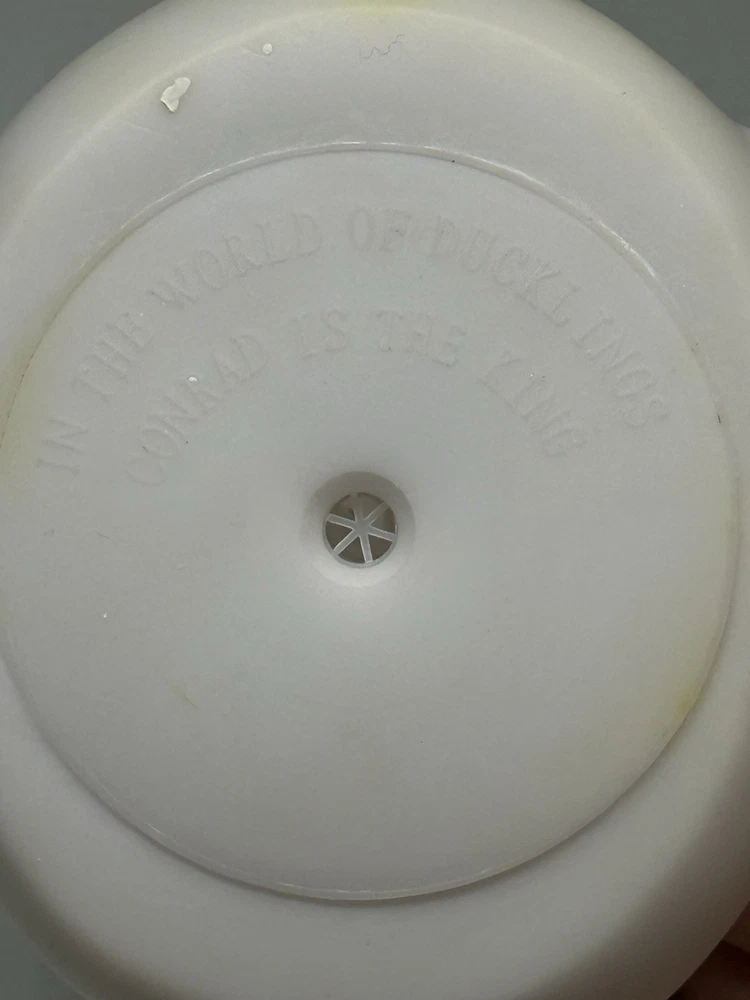 IN THE WORLD OF DUCKLINGS
CONRAD IS THE KING